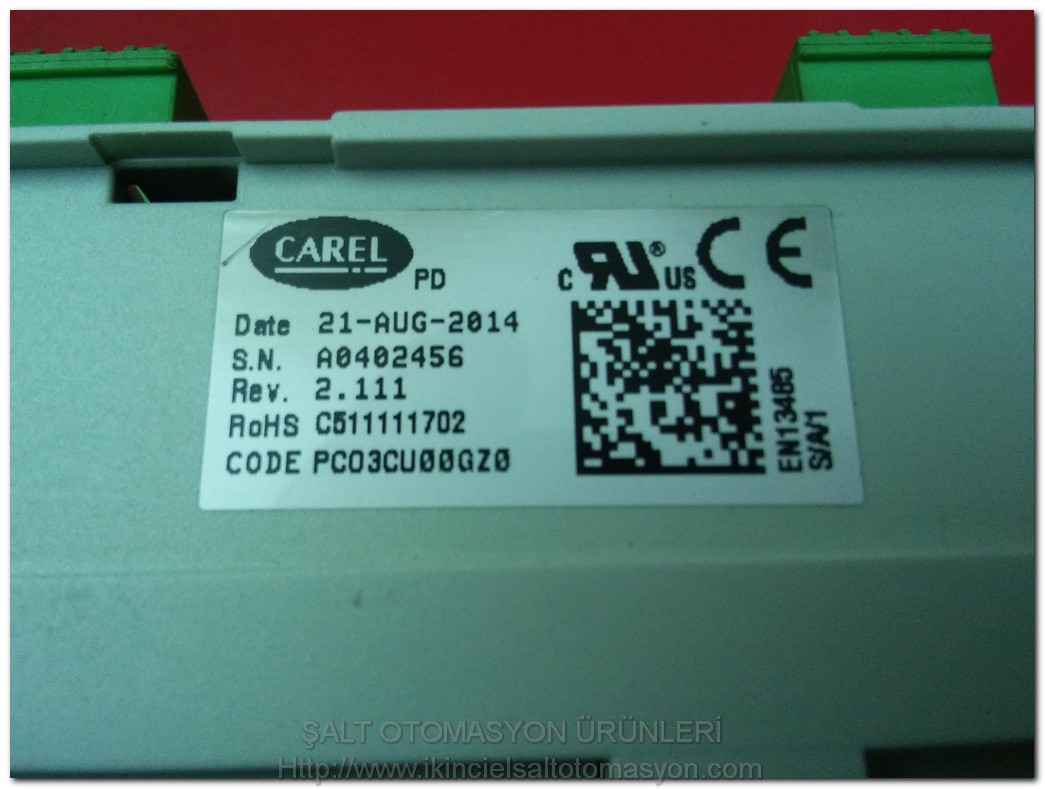 CAREL PD
C RU® US CE
Date 21-AUG-2014
S.N. A0402456
Rev. 2.111
RoHS C511111702
CODE PCO3CU00GZ0
EN13485
S/A/1
ŞALT OTOMASYON ÜRÜNLERİ
Http://www.ikincielsaltotomasyon.com